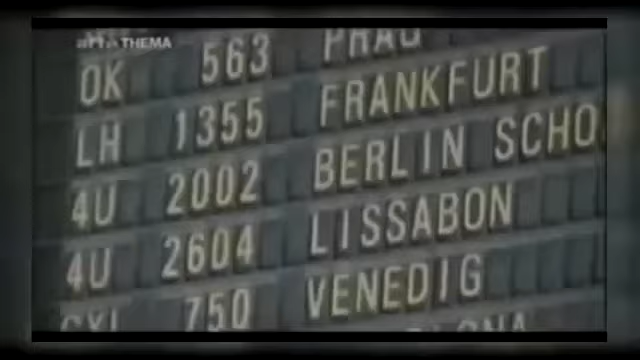 arte THEMA
OK 563 PRAG
LH 1355 FRANKFURT
4U 2002 BERLIN SCHO
4U 2604 LISSABON
750 VENEDIG